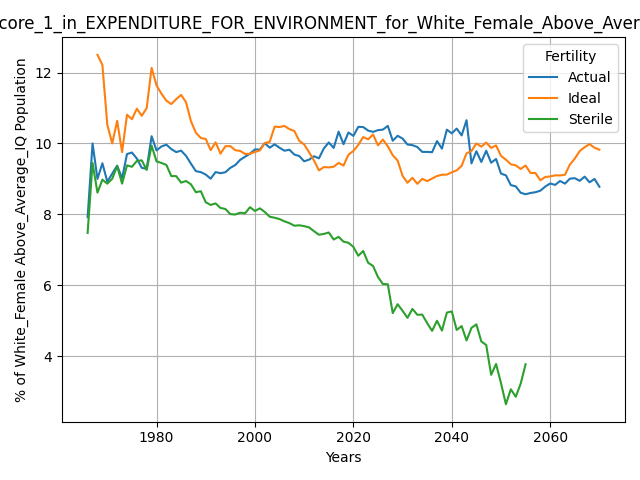 core_1_in_EXPENDITURE_FOR_ENVIRONMENT_for_White_Female_Above_Aver
% of White_Female Above_Average_IQ Population
12
10
8
6
4
Fertility
Actual
Ideal
Sterile
1980
2000
2020
2040
2060
Years